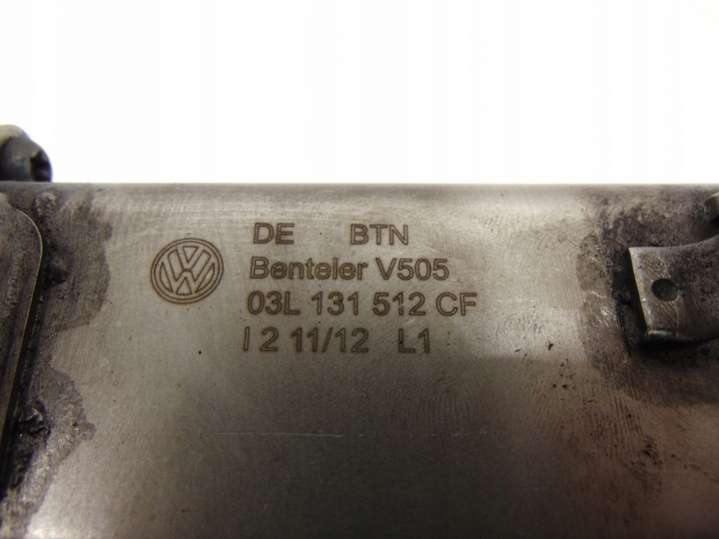 DE BTN
Benteler V505
03L 131 512 CF
I 2 11/12 L1